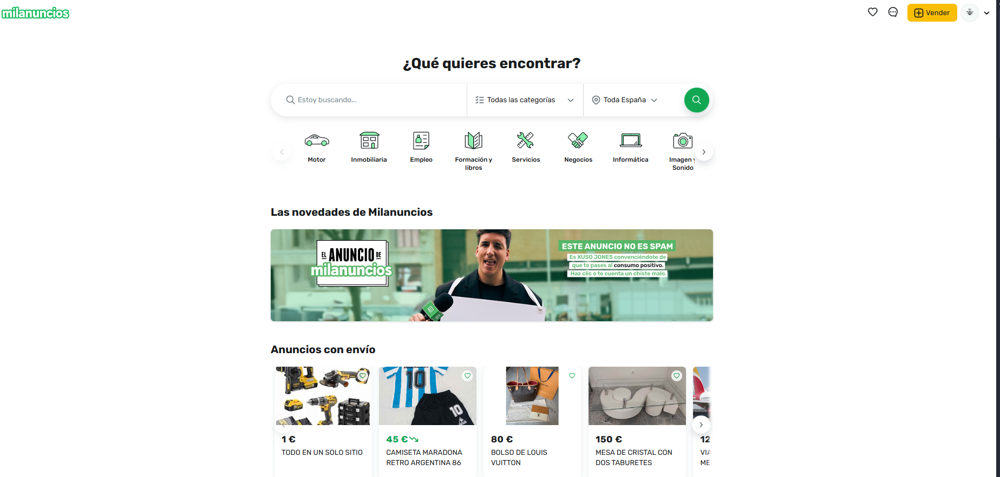 milanuncios
Vender
¿Qué quieres encontrar?
Estoy buscando...
Todas las categorías
Toda España
Motor
Inmobiliaria
Empleo
Formación y
libros
Servicios
Negocios
Informática
Imagen y
Sonido
Las novedades de Milanuncios
EL ANUNCIO DE
milanuncios
ESTE ANUNCIO NO ES SPAM
Es XUSO JONES convenciéndote de
que te pases al consumo positivo.
Haz clic o te cuenta un chiste malo.
Anuncios con envío
10
10
1 €
TODO EN UN SOLO SITIO
45 €
CAMISETA MARADONA
RETRO ARGENTINA 86
80 €
BOLSO DE LOUIS
VUITTON
150 €
MESA DE CRISTAL CON
DOS TABURETES
12
VIA
ME